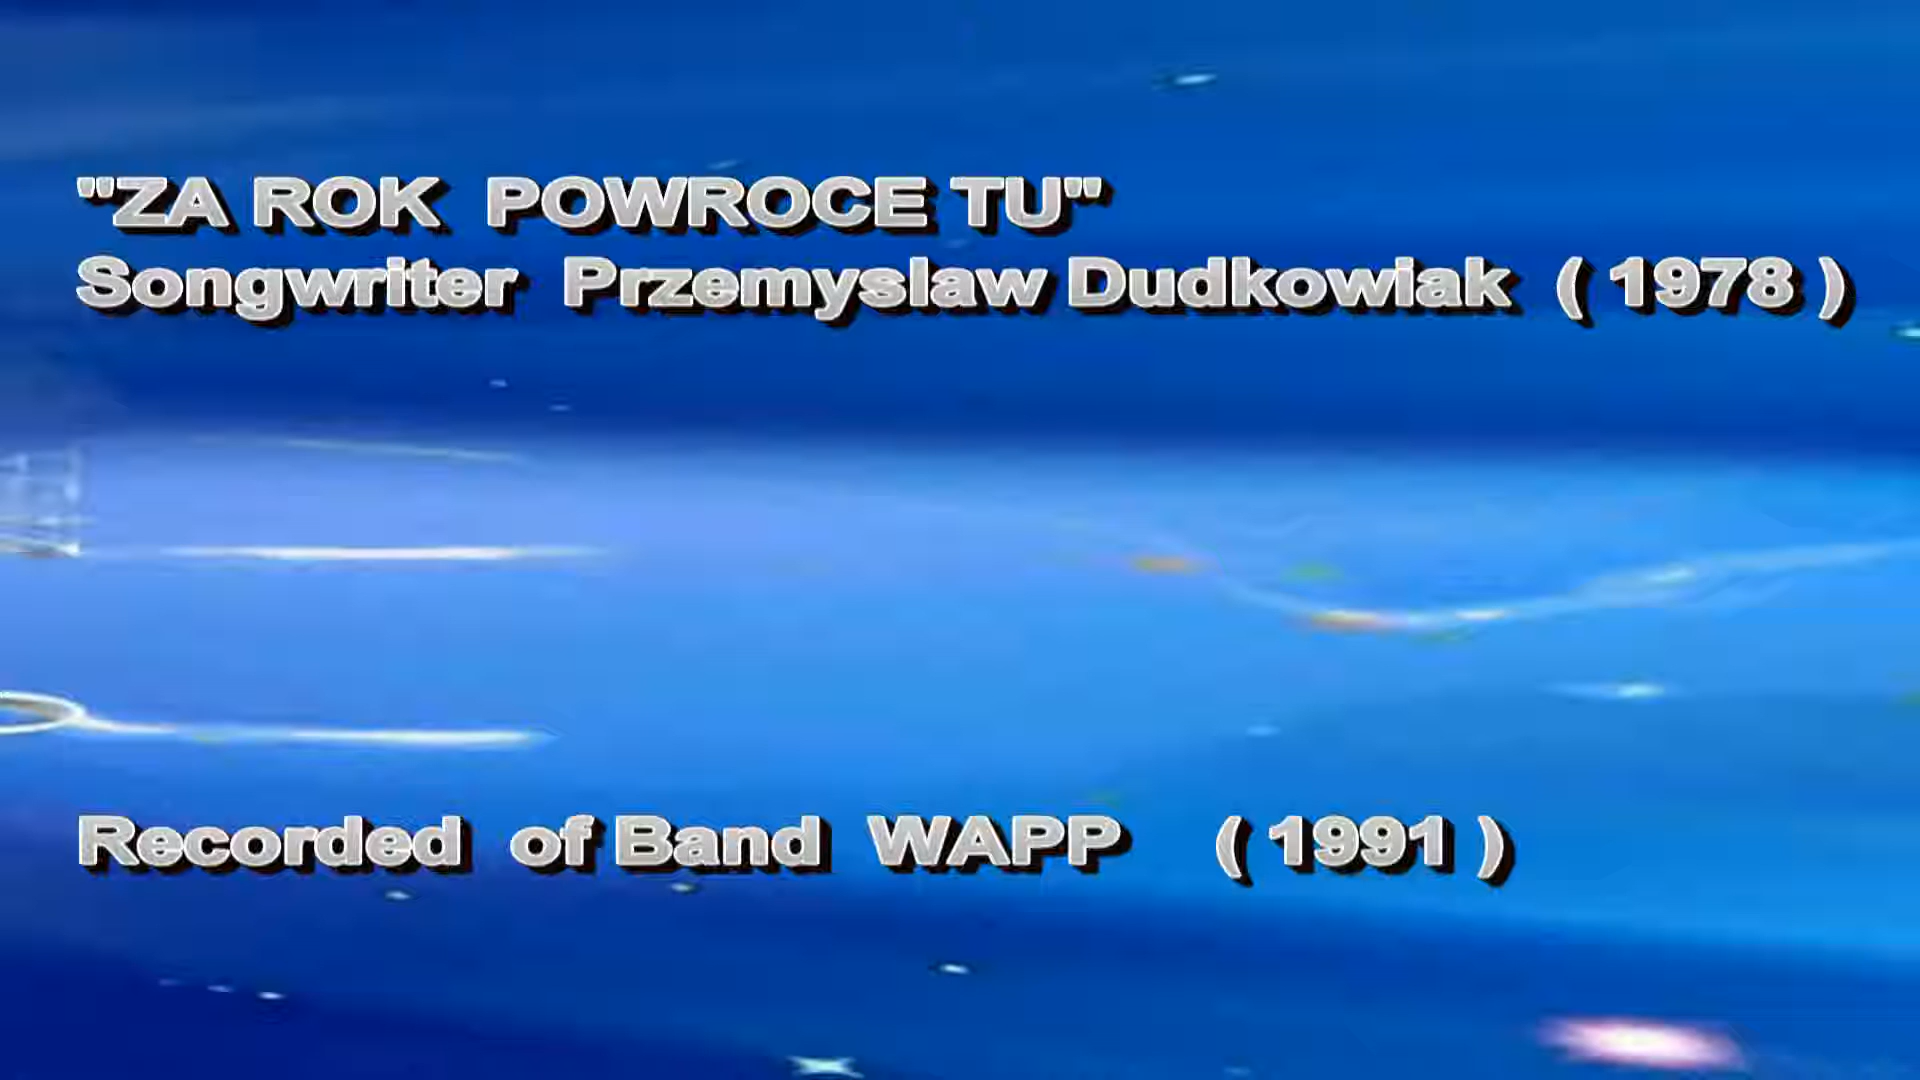 "ZA ROK POWROCE TU"
Songwriter Przemyslaw Dudkowiak ( 1978 )
Recorded of Band WAPP ( 1991 )